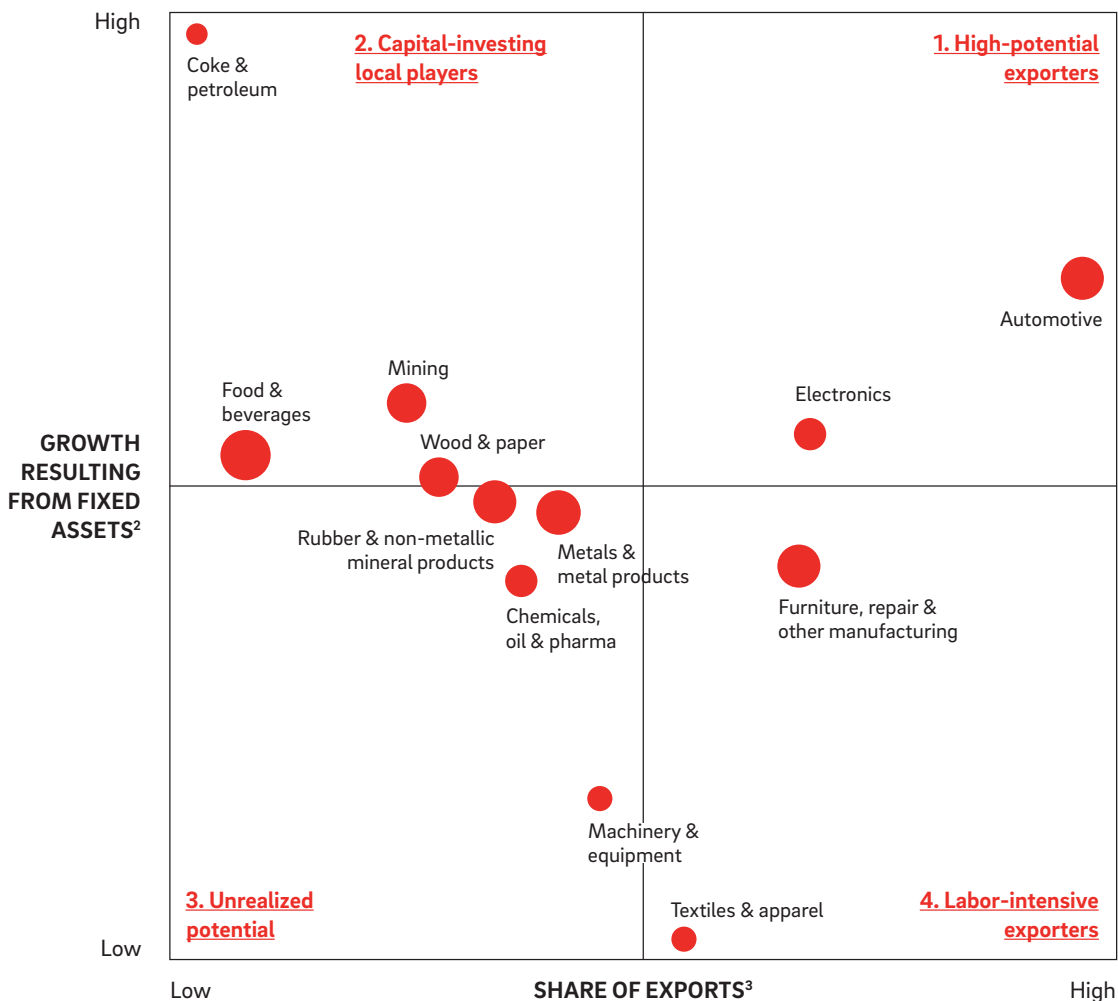 High
2. Capital-investing
local players
1. High-potential
exporters
Coke &
petroleum
Automotive
Mining
Food &
beverages
Electronics
Wood & paper
GROWTH
RESULTING
FROM FIXED
ASSETS²
Rubber & non-metallic
mineral products
Metals &
metal products
Chemicals,
oil & pharma
Furniture, repair &
other manufacturing
Machinery &
equipment
3. Unrealized
potential
Textiles & apparel
4. Labor-intensive
exporters
Low
Low
SHARE OF EXPORTS³
High